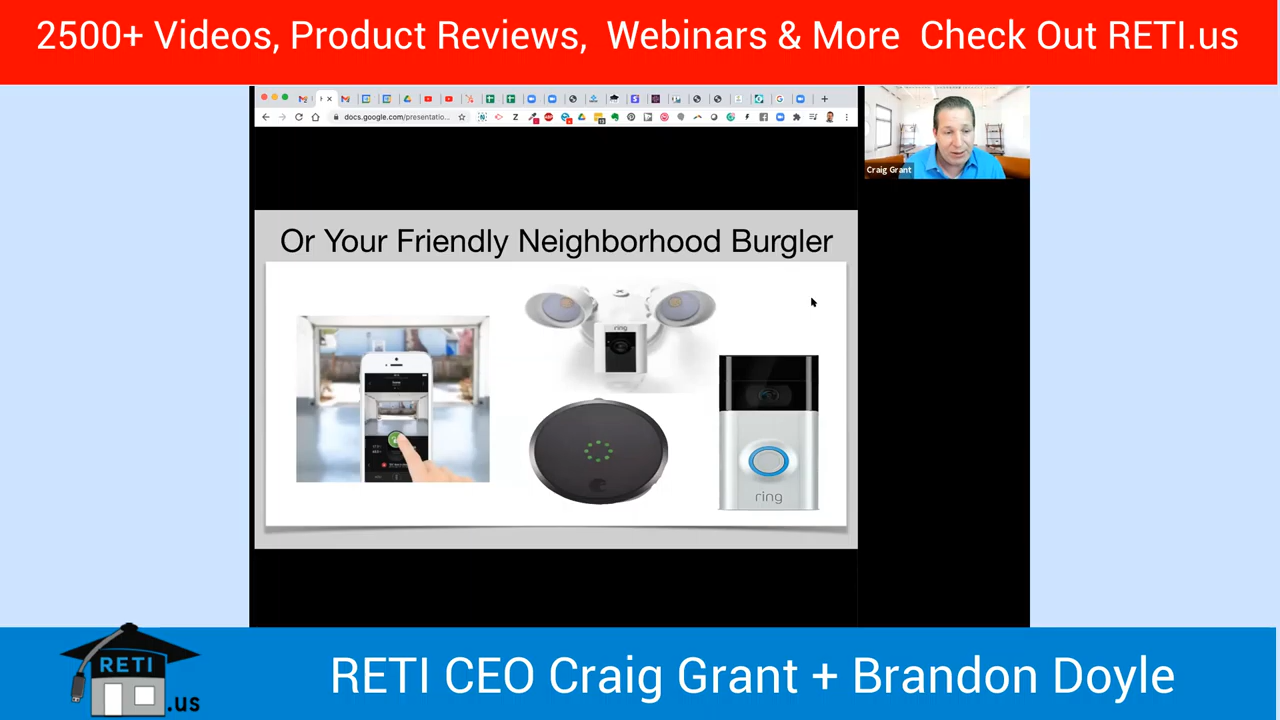 2500+ Videos, Product Reviews,  Webinars & More  Check Out RETI.us
docs.google.com/presentatio...
Craig Grant
Or Your Friendly Neighborhood Burgler
ring
ring
RETI
.us
RETI CEO Craig Grant + Brandon Doyle